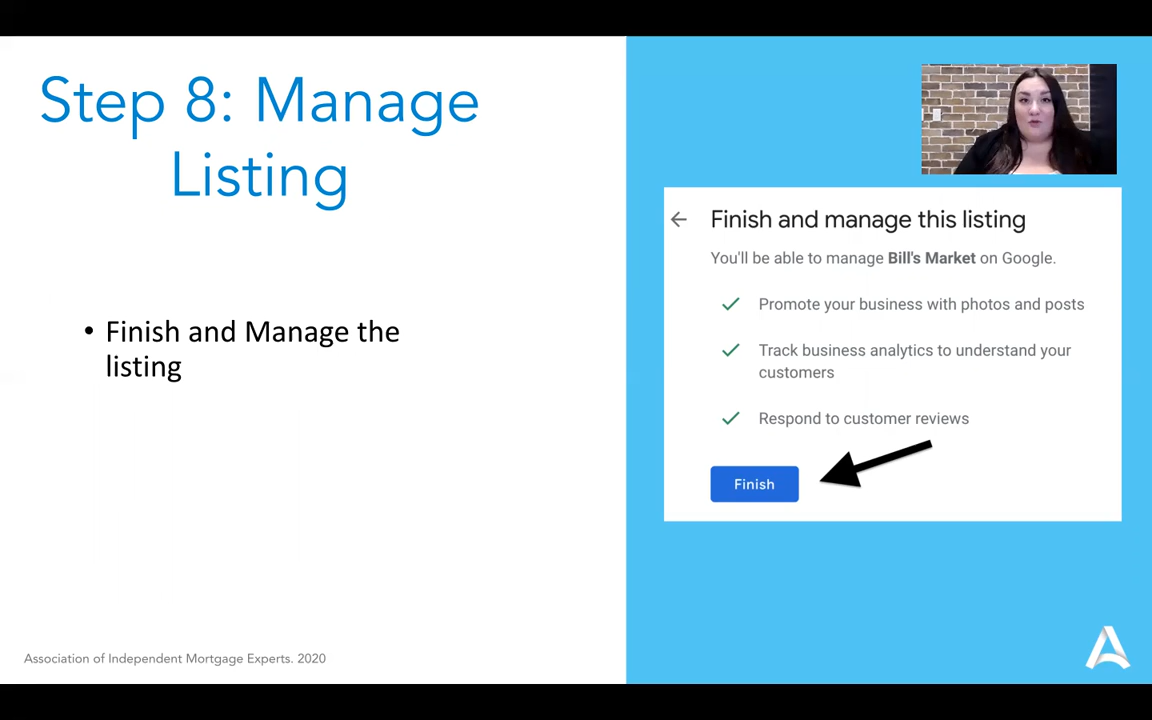 Step 8: Manage
Listing
• Finish and Manage the
listing
Finish and manage this listing
You'll be able to manage Bill's Market on Google.
Promote your business with photos and posts
Track business analytics to understand your
customers
Respond to customer reviews
Finish
Association of Independent Mortgage Experts. 2020